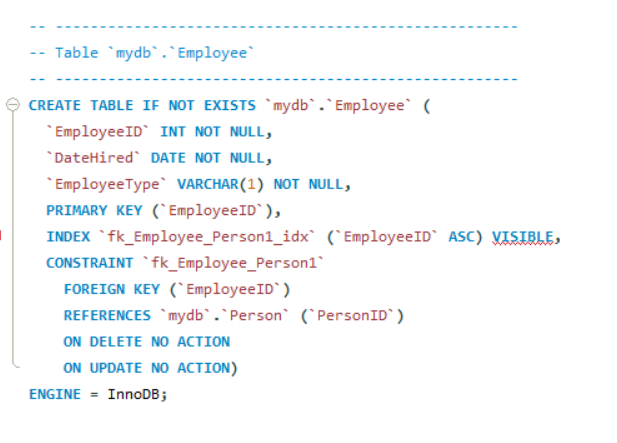 -- -----------------------------------------------------
-- Table `mydb`.`Employee`
-- -----------------------------------------------------
CREATE TABLE IF NOT EXISTS `mydb`.`Employee` (
`EmployeeID` INT NOT NULL,
`DateHired` DATE NOT NULL,
`EmployeeType` VARCHAR(1) NOT NULL,
PRIMARY KEY (`EmployeeID`),
INDEX `fk_Employee_Person1_idx` (`EmployeeID` ASC) VISIBLE,
CONSTRAINT `fk_Employee_Person1`
FOREIGN KEY (`EmployeeID`)
REFERENCES `mydb`.`Person` (`PersonID`)
ON DELETE NO ACTION
ON UPDATE NO ACTION)
ENGINE = InnoDB;